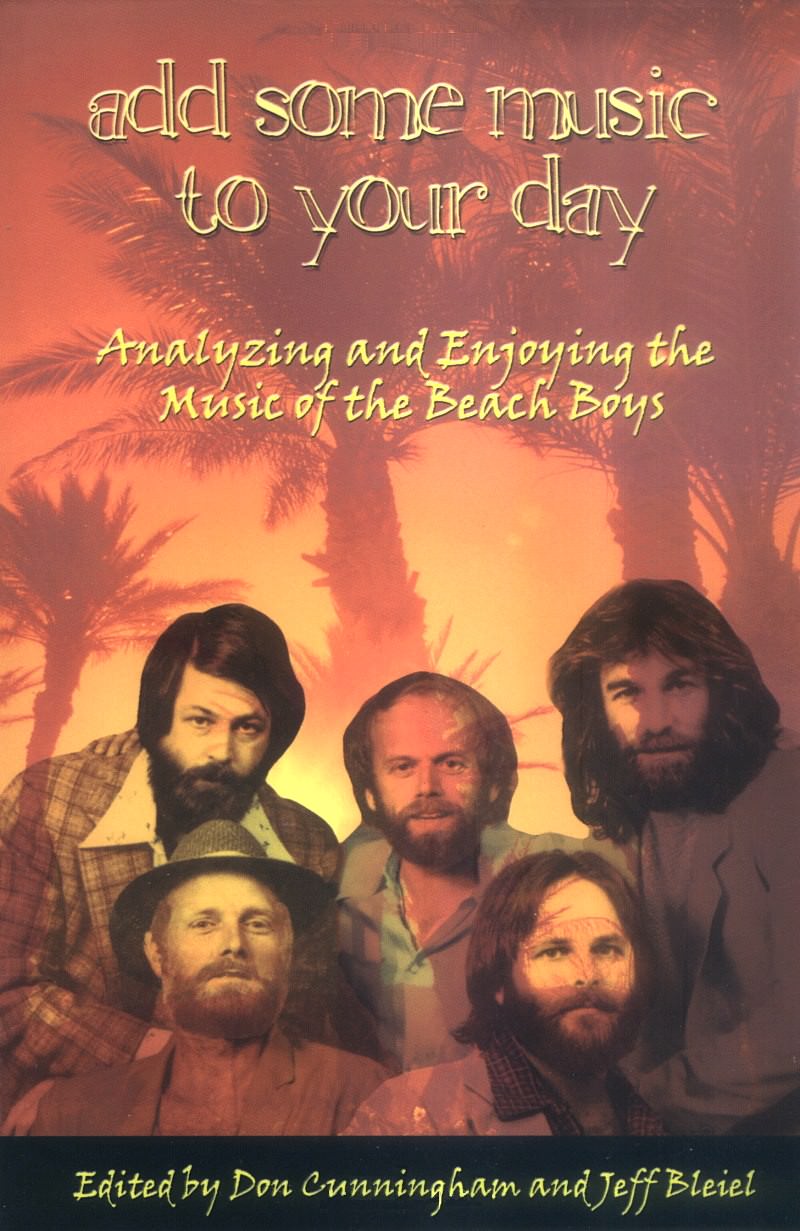 add some music
to your day
Analyzing and Enjoying the
Music of the Beach Boys
Edited by Don Cunningham and Jeff Bleiel